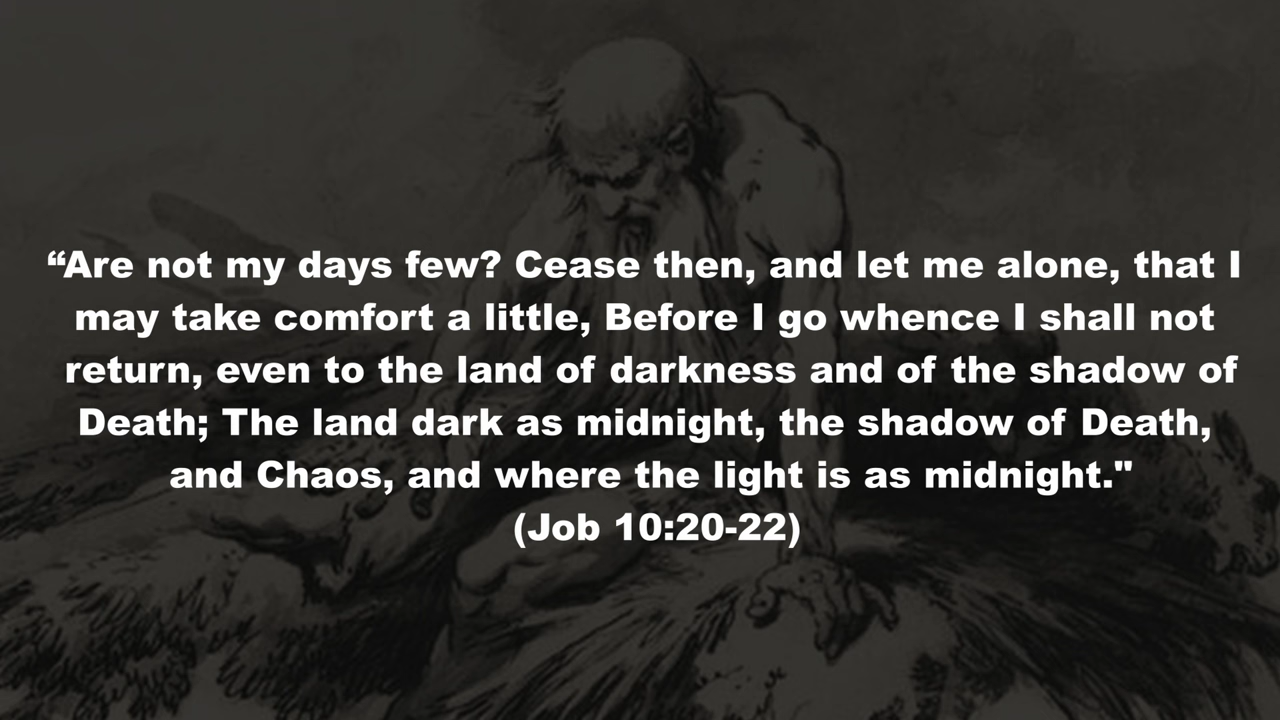 “Are not my days few? Cease then, and let me alone, that I
may take comfort a little, Before I go whence I shall not
return, even to the land of darkness and of the shadow of
Death; The land dark as midnight, the shadow of Death,
and Chaos, and where the light is as midnight."
(Job 10:20-22)